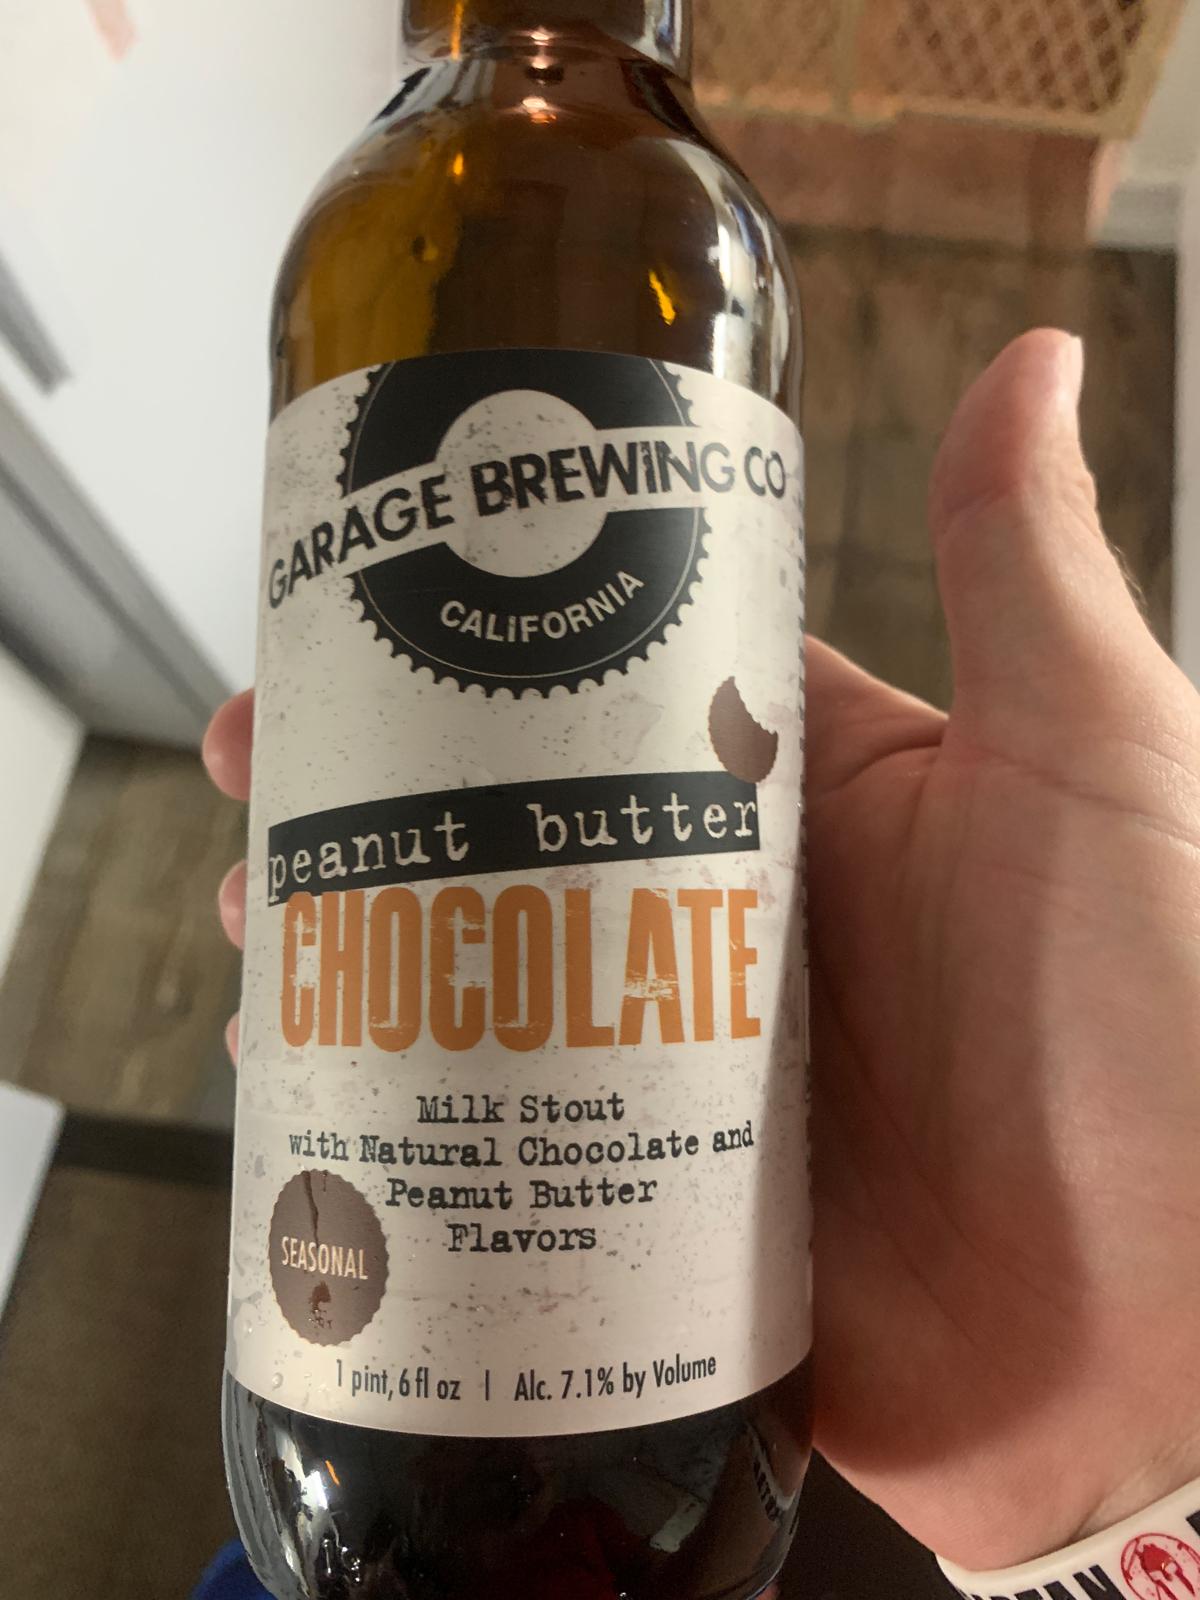 GARAGE BREWING CO
CALIFORNIA
peanut butter
CHOCOLATE
Milk Stout
with Natural Chocolate and
Peanut Butter
Flavors
SEASONAL
1 pint, 6 fl oz | Alc. 7.1% by Volume